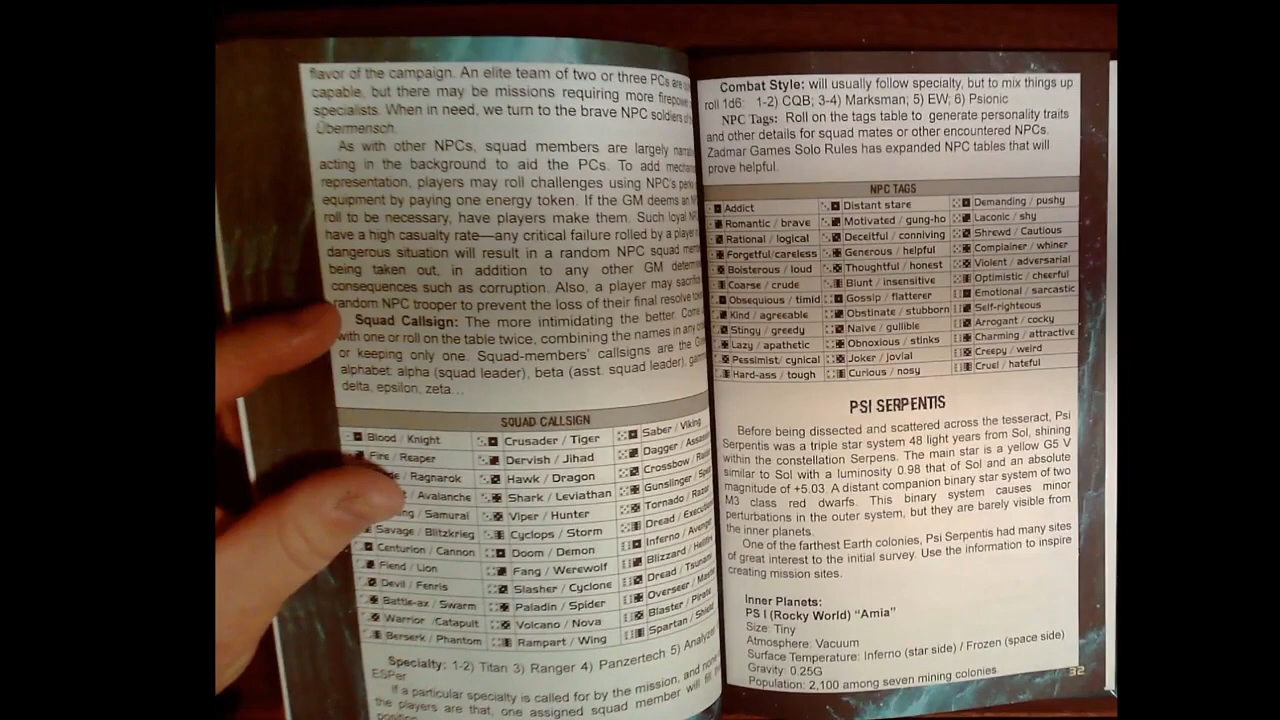 flavor of the campaign. An elite team of two or three PCs are
capable, but there may be missions requiring more firepower
specialists. When in need, we turn to the brave NPC soldiers of
Übermensch.
As with other NPCs, squad members are largely
acting in the background to aid the PCs. To add
representation, players may roll challenges using NPC's
equipment by paying one energy token. If the GM deems an
roll to be necessary, have players make them. Such loyal
have a high casualty rate—any critical failure rolled by a player
dangerous situation will result in a random NPC squad
being taken out, in addition to any other GM
consequences such as corruption. Also, a player may
random NPC trooper to prevent the loss of their final resolve
Squad Callsign: The more intimidating the better. Come
with one or roll on the table twice, combining the names in any
or keeping only one. Squad-members' callsigns are the
alphabet: alpha (squad leader), beta (asst. squad leader),
delta, epsilon, zeta...
SQUAD CALLSIGN
Blood / Knight Crusader / Tiger Saber / Viking
Fire / Reaper Dervish / Jihad Dagger /
/ Ragnarok Hawk / Dragon Crossbow /
/ Avalanche Shark / Leviathan Gunslinger /
/ Samurai Viper / Hunter Tornado /
Savage / Blitzkrieg Cyclops / Storm Dread /
Centurion / Cannon Doom / Demon Inferno /
Fiend / Lion Fang / Werewolf Blizzard /
Devil / Fenris Slasher / Cyclone Dread /
Battle-ax / Swarm Paladin / Spider Overseer /
Warrior / Catapult Volcano / Nova Blaster /
Berserk / Phantom Rampart / Wing Spartan /
Specialty: 1-2) Titan 3) Ranger 4) Panzertech 5)
ESPer
If a particular specialty is called for by the mission, and none
the players are that, one assigned squad member will fill
position.
Combat Style: will usually follow specialty, but to mix things up
roll 1d6: 1-2) CQB; 3-4) Marksman; 5) EW; 6) Psionic
NPC Tags: Roll on the tags table to generate personality traits
and other details for squad mates or other encountered NPCs.
Zadmar Games Solo Rules has expanded NPC tables that will
prove helpful.
NPC TAGS
Addict Distant stare Demanding / pushy
Romantic / brave Motivated / gung-ho Laconic / shy
Rational / logical Deceitful / conniving Shrewd / Cautious
Forgetful/careless Generous / helpful Complainer / whiner
Boisterous / loud Thoughtful / honest Violent / adversarial
Coarse / crude Blunt / insensitive Optimistic / cheerful
Obsequious / timid Gossip / flatterer Emotional / sarcastic
Kind / agreeable Obstinate / stubborn Self-righteous
Stingy / greedy Naive / gullible Arrogant / cocky
Lazy / apathetic Obnoxious / stinks Charming / attractive
Pessimist/ cynical Joker / jovial Creepy / weird
Hard-ass / tough Curious / nosy Cruel / hateful
PSI SERPENTIS
Before being dissected and scattered across the tesseract, Psi
Serpentis was a triple star system 48 light years from Sol, shining
within the constellation Serpens. The main star is a yellow G5 V
similar to Sol with a luminosity 0.98 that of Sol and an absolute
magnitude of +5.03. A distant companion binary star system of two
M3 class red dwarfs. This binary system causes minor
perturbations in the outer system, but they are barely visible from
the inner planets.
One of the farthest Earth colonies, Psi Serpentis had many sites
of great interest to the initial survey. Use the information to inspire
creating mission sites.
Inner Planets:
PS I (Rocky World) “Amia”
Size: Tiny
Atmosphere: Vacuum
Surface Temperature: Inferno (star side) / Frozen (space side)
Gravity: 0.25G
Population: 2,100 among seven mining colonies
32